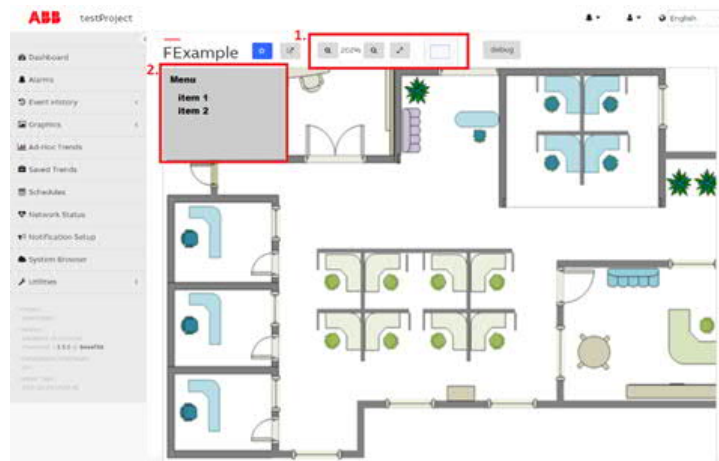 ABB testProject
English
1.
FExample 202% debug
2.
Menu
item 1
item 2
Dashboard
Alarms
Event History
Graphics
Ad-Hoc Trends
Saved Trends
Schedules
Network Status
Notification Setup
System Browser
Utilities